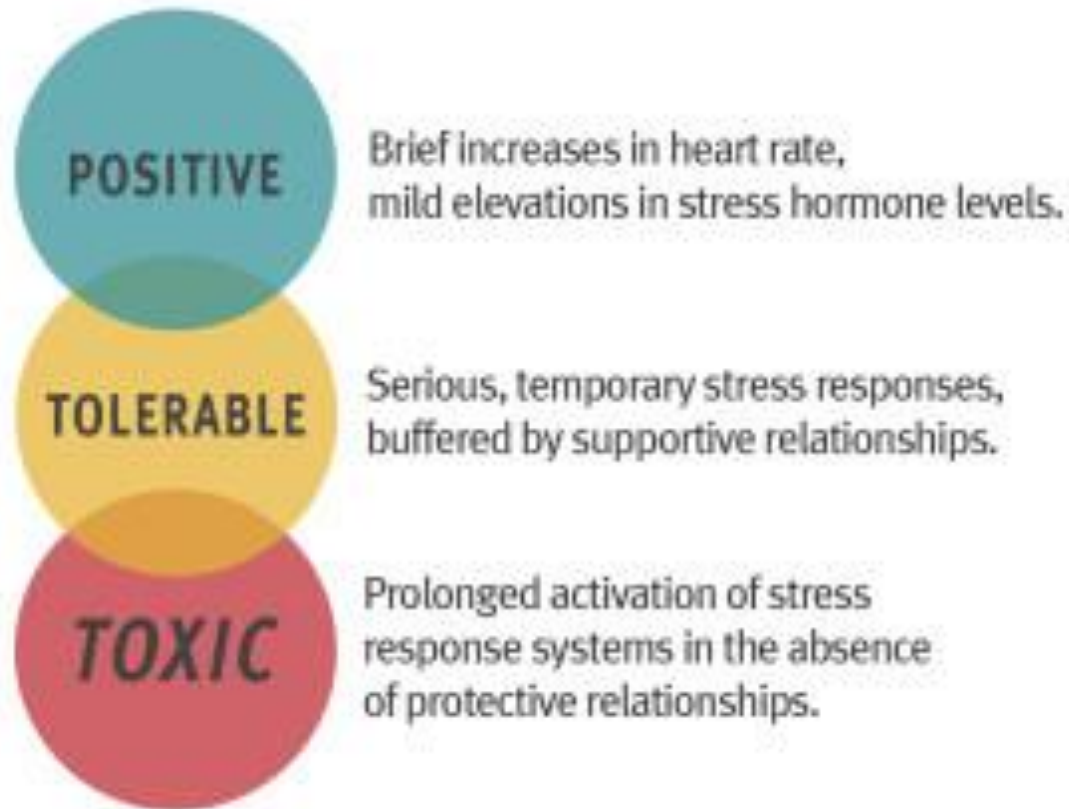 POSITIVE
Brief increases in heart rate,
mild elevations in stress hormone levels.
TOLERABLE
Serious, temporary stress responses,
buffered by supportive relationships.
TOXIC
Prolonged activation of stress
response systems in the absence
of protective relationships.